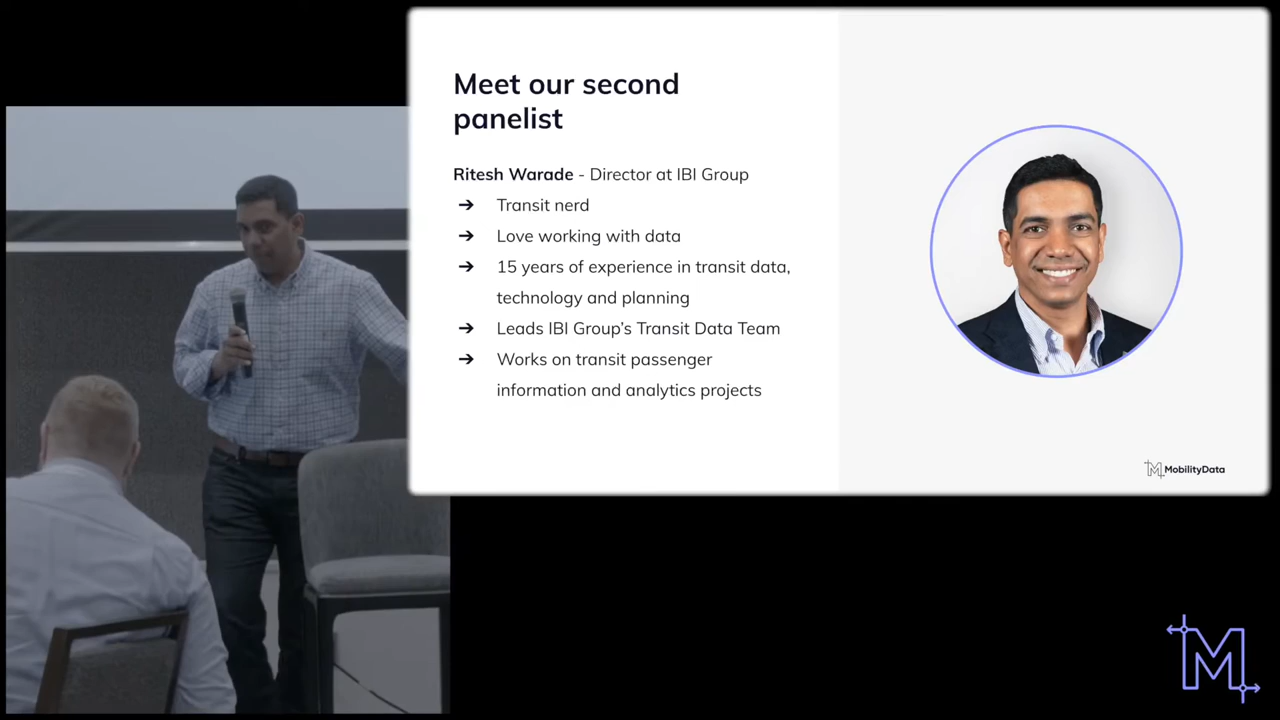 Meet our second
panelist
Ritesh Warade - Director at IBI Group
➔ Transit nerd
➔ Love working with data
➔ 15 years of experience in transit data,
technology and planning
➔ Leads IBI Group’s Transit Data Team
➔ Works on transit passenger
information and analytics projects
MobilityData